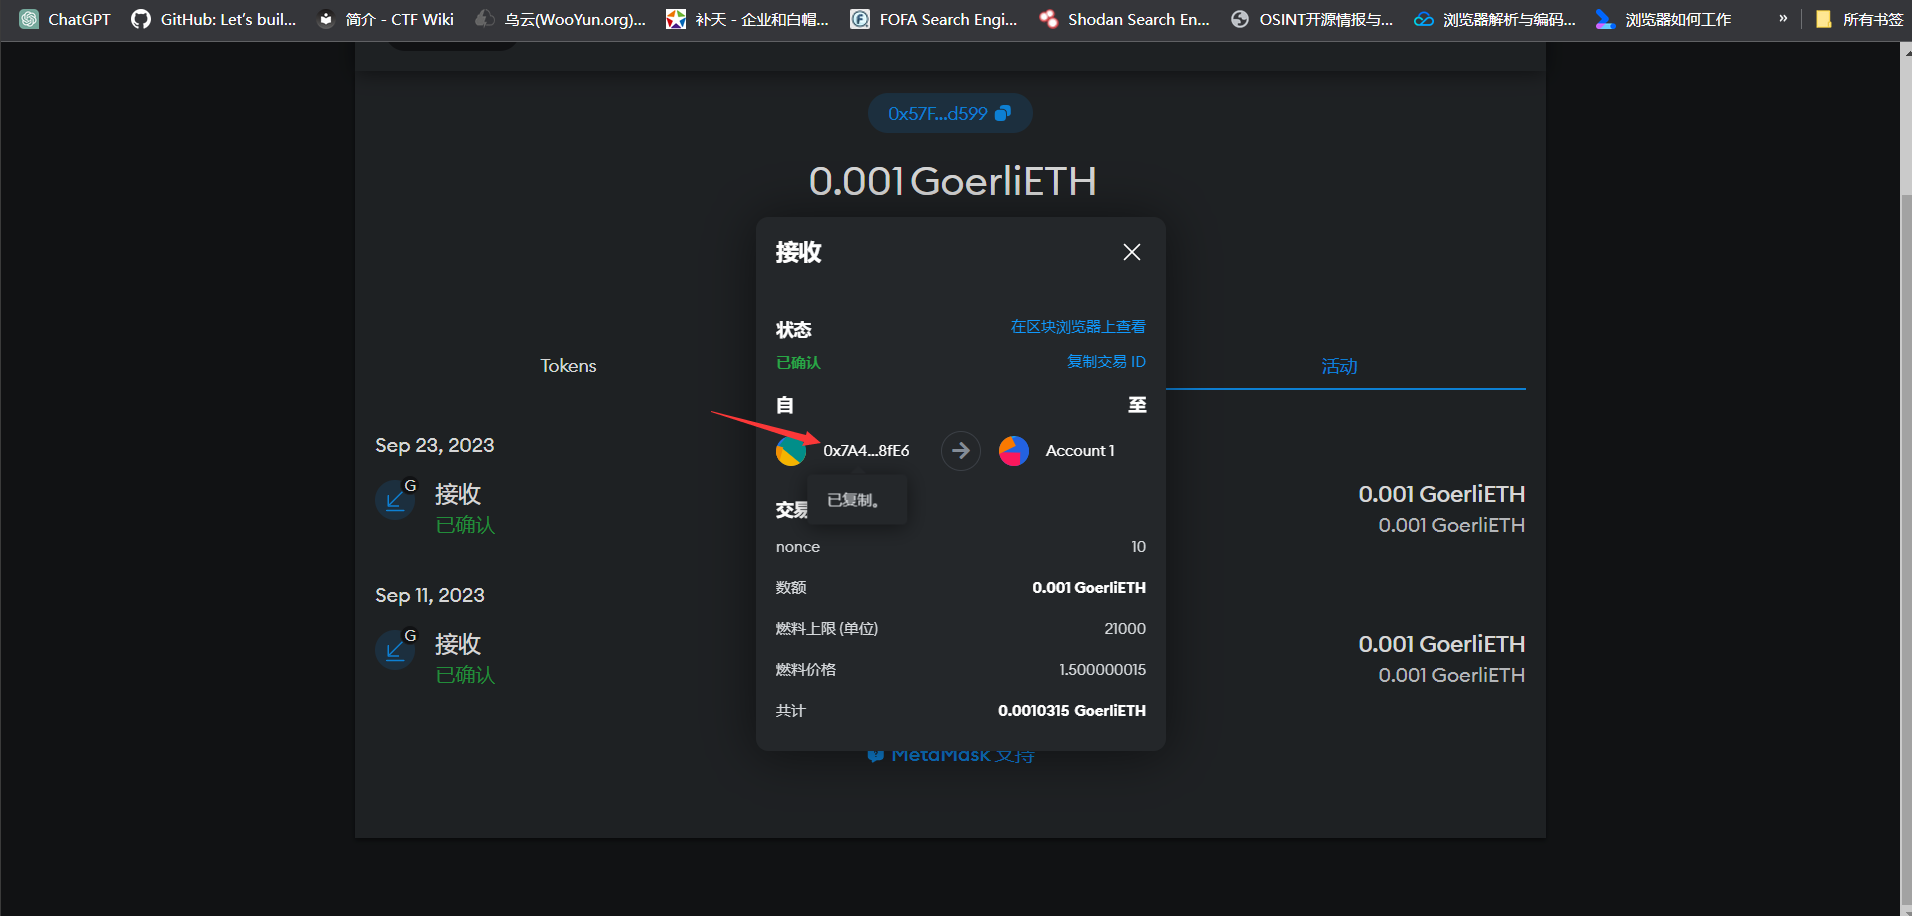 ChatGPT GitHub: Let's buil... 简介 - CTF Wiki 乌云(WooYun.org)... 补天 - 企业和白帽... FOFA Search Engi... Shodan Search En... OSINT开源情报与... 浏览器解析与编码... 浏览器如何工作 » 所有书签
0x57F...d599
0.001 GoerliETH
接收
状态 在区块浏览器上查看
已确认 复制交易 ID
Tokens 活动
自 至
0x7A4...8fE6 Account 1
已复制。
交易
nonce 10
数额 0.001 GoerliETH
燃料上限 (单位) 21000
燃料价格 1.500000015
共计 0.0010315 GoerliETH
Sep 23, 2023
G
接收 0.001 GoerliETH
已确认 0.001 GoerliETH
Sep 11, 2023
G
接收 0.001 GoerliETH
已确认 0.001 GoerliETH
MetaMask 支持